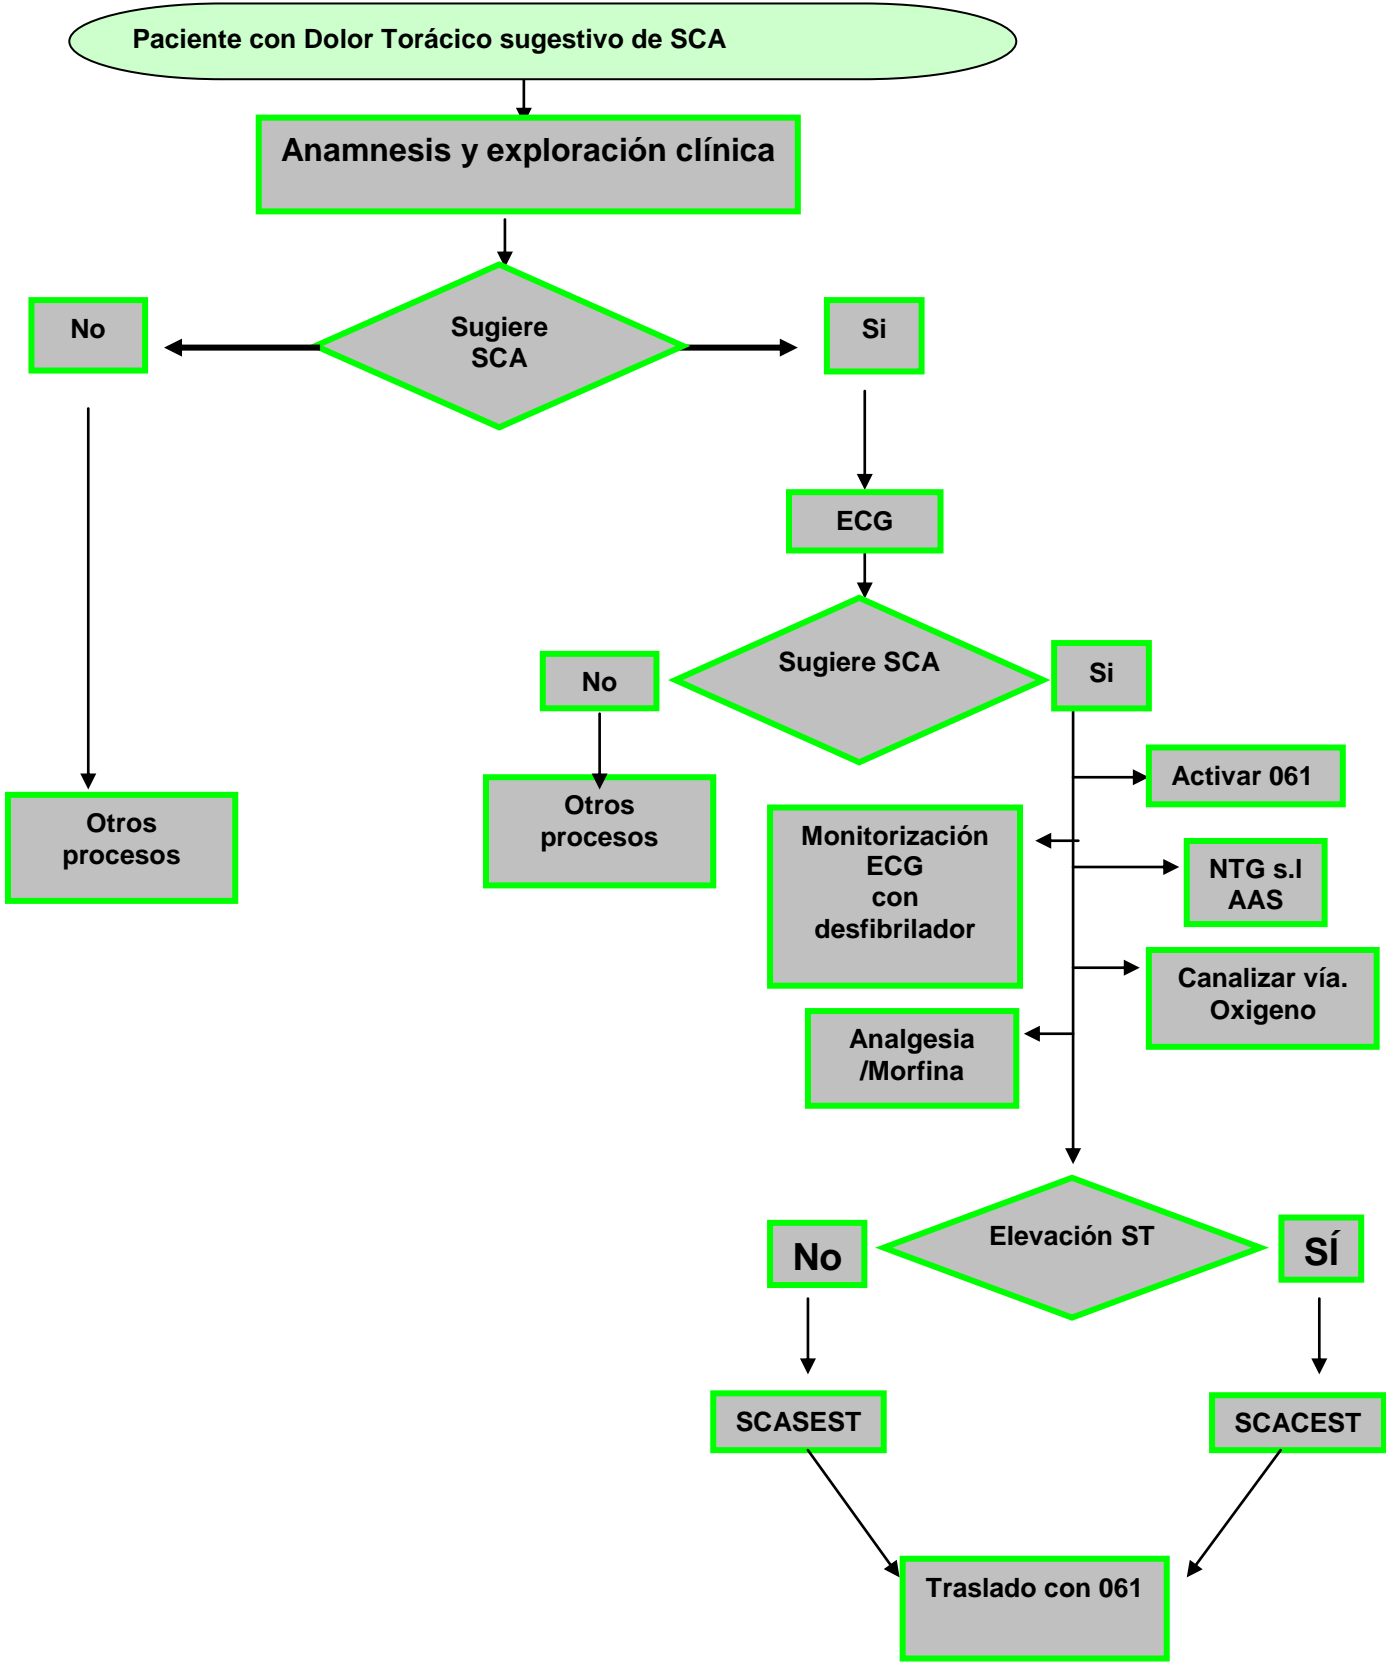 Paciente con Dolor Torácico sugestivo de SCA
Anamnesis y exploración clínica
No
Sugiere
SCA
Si
ECG
Sugiere SCA
No
Si
Activar 061
Otros
procesos
Otros
procesos
Monitorización
ECG
con
desfibrilador
NTG s.l
AAS
Canalizar vía.
Oxigeno
Analgesia
/Morfina
Elevación ST
No
SÍ
SCASEST
SCACEST
Traslado con 061